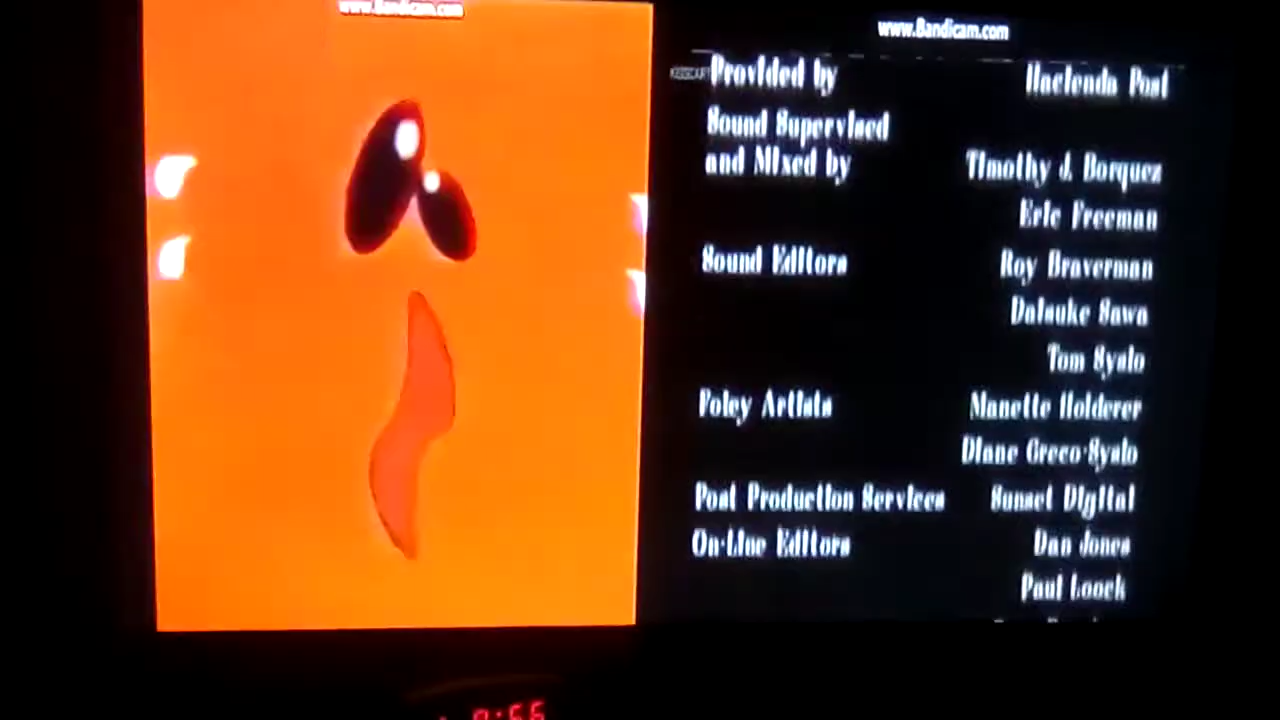 www.Bandicam.com
www.Bandicam.com
Provided by Hacienda Post
Sound Supervised
and Mixed by Timothy J. Borquez
Eric Freeman
Sound Editors Roy Braverman
Daisuke Sawa
Tom Syslo
Foley Artists Monette Holderer
Diane Greco-Syslo
Post Production Services Sunset Digital
On-Line Editors Dan Jones
Paul Loock